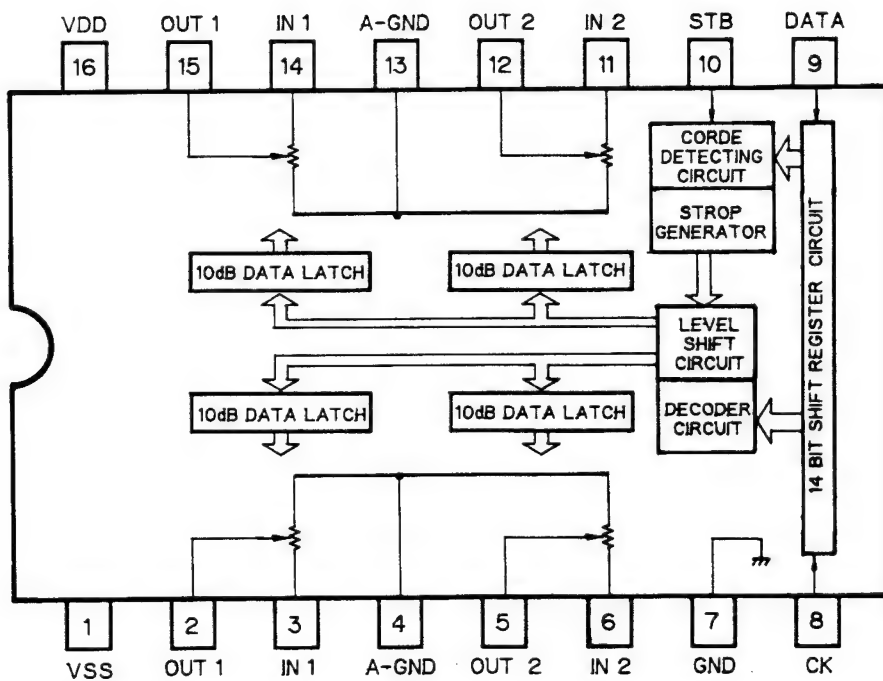 VDD OUT 1 IN 1 A-GND OUT 2 IN 2 STB DATA
16 15 14 13 12 11 10 9
CORDE
DETECTING
CIRCUIT
STROP
GENERATOR
10dB DATA LATCH 10dB DATA LATCH
LEVEL
SHIFT
CIRCUIT
10dB DATA LATCH 10dB DATA LATCH
DECODER
CIRCUIT
14 BIT SHIFT REGISTER CIRCUIT
1 2 3 4 5 6 7 8
VSS OUT 1 IN 1 A-GND OUT 2 IN 2 GND CK